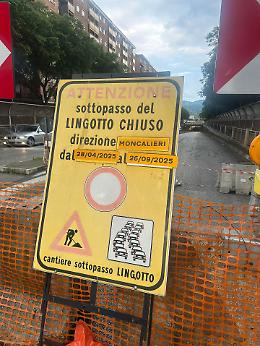 ATTENZIONE
sottopasso del
LINGOTTO CHIUSO
direzione MONCALIERI
dal 28/04/2025 al 26/09/2025
cantiere sottopasso LINGOTTO